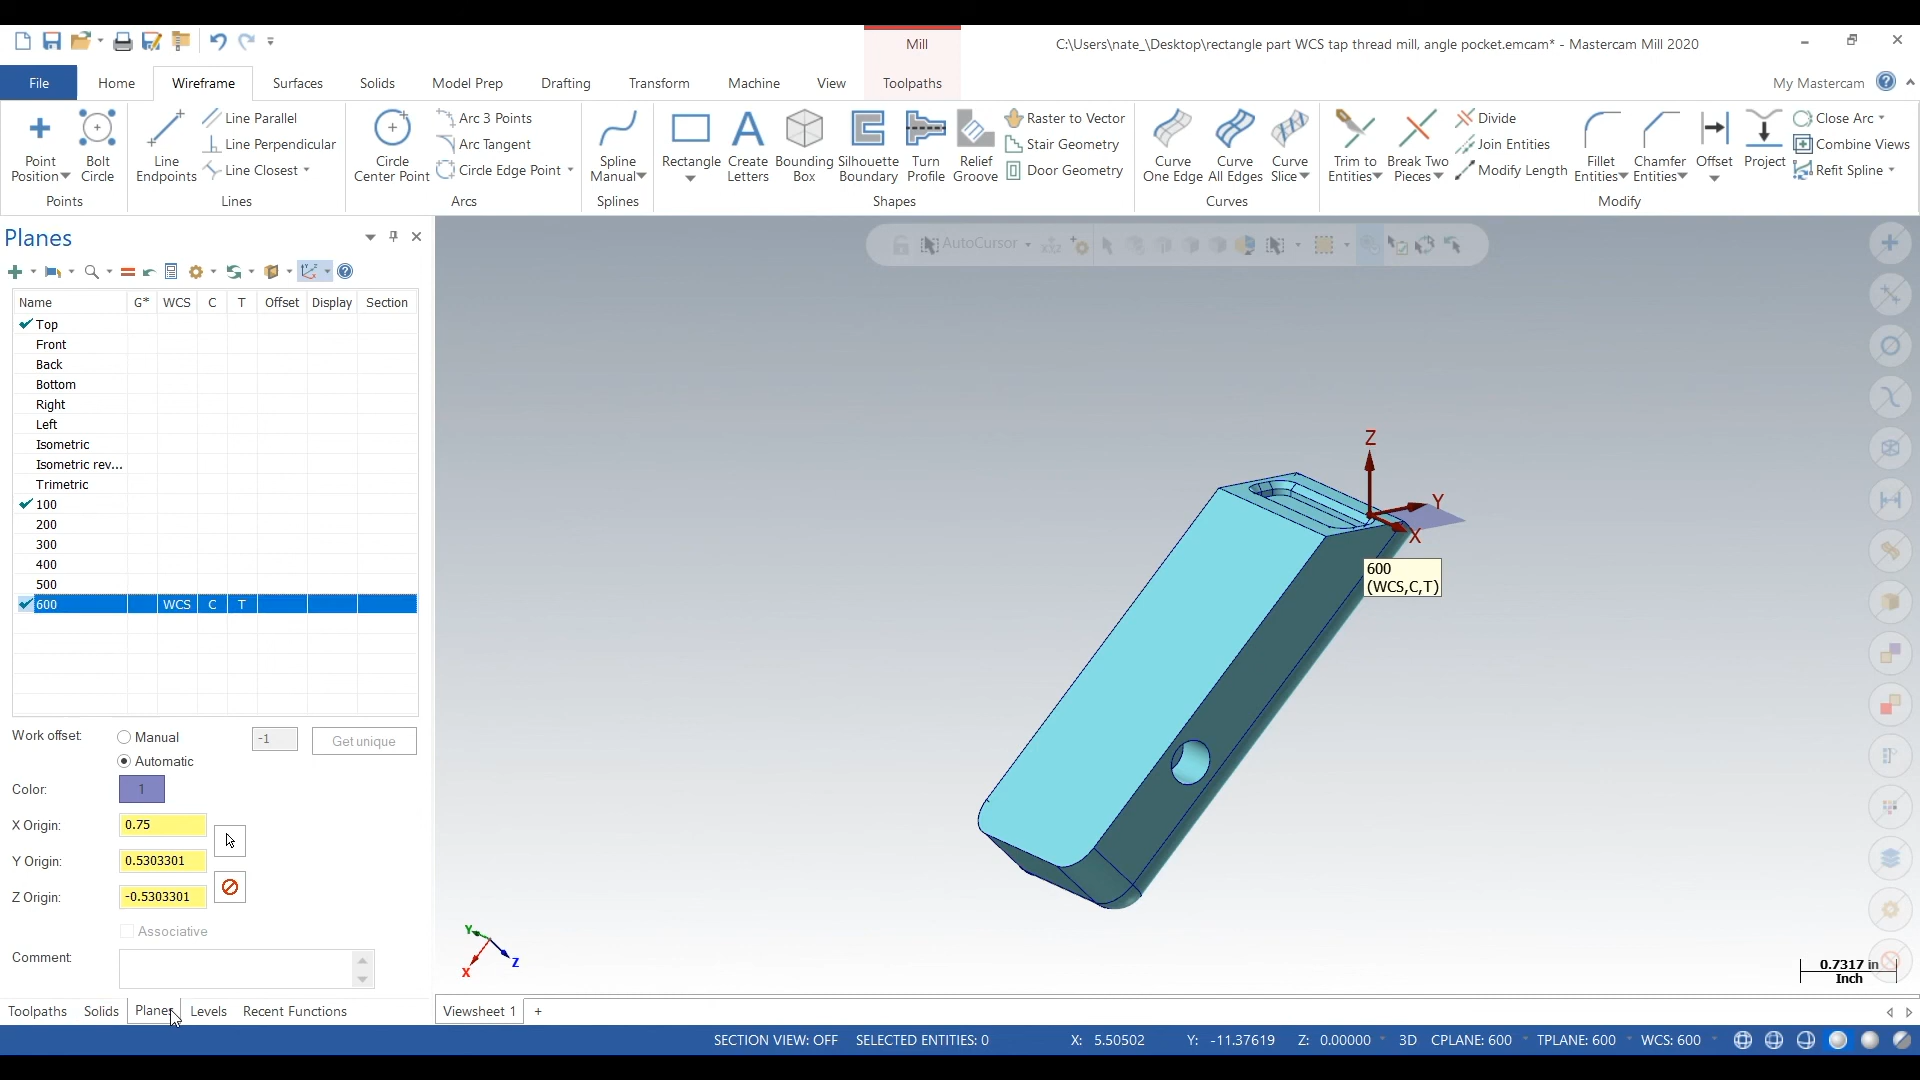 Mill
C:\Users\nate_\Desktop\rectangle part WCS tap thread mill, angle pocket.emcam* - Mastercam Mill 2020
File
Home
Wireframe
Surfaces
Solids
Model Prep
Drafting
Transform
Machine
View
Toolpaths
My Mastercam
Point Position
Bolt Circle
Line Endpoints
Line Parallel
Line Perpendicular
Line Closest
Circle Center Point
Arc 3 Points
Arc Tangent
Circle Edge Point
Spline Manual
Rectangle
Create Letters
Bounding Box
Silhouette Boundary
Turn Profile
Relief Groove
Raster to Vector
Stair Geometry
Door Geometry
Curve One Edge
Curve All Edges
Curve Slice
Trim to Entities
Break Two Pieces
Divide
Join Entities
Modify Length
Fillet Entities
Chamfer Entities
Offset
Project
Close Arc
Combine Views
Refit Spline
Points
Lines
Arcs
Splines
Shapes
Curves
Modify
Planes
AutoCursor
Name G* WCS C T Offset Display Section
Top
Front
Back
Bottom
Right
Left
Isometric
Isometric rev...
Trimetric
100
200
300
400
500
600 WCS C T
Work offset: Manual -1 Get unique
Automatic
Color: 1
X Origin: 0.75
Y Origin: 0.5303301
Z Origin: -0.5303301
Associative
Comment:
Z
Y
X
600
(WCS,C,T)
Y
Z
X
0.7317 in
Inch
Toolpaths
Solids
Planes
Levels
Recent Functions
Viewsheet 1
+
SECTION VIEW: OFF SELECTED ENTITIES: 0 X: 5.50502 Y: -11.37619 Z: 0.00000 3D CPLANE: 600 TPLANE: 600 WCS: 600